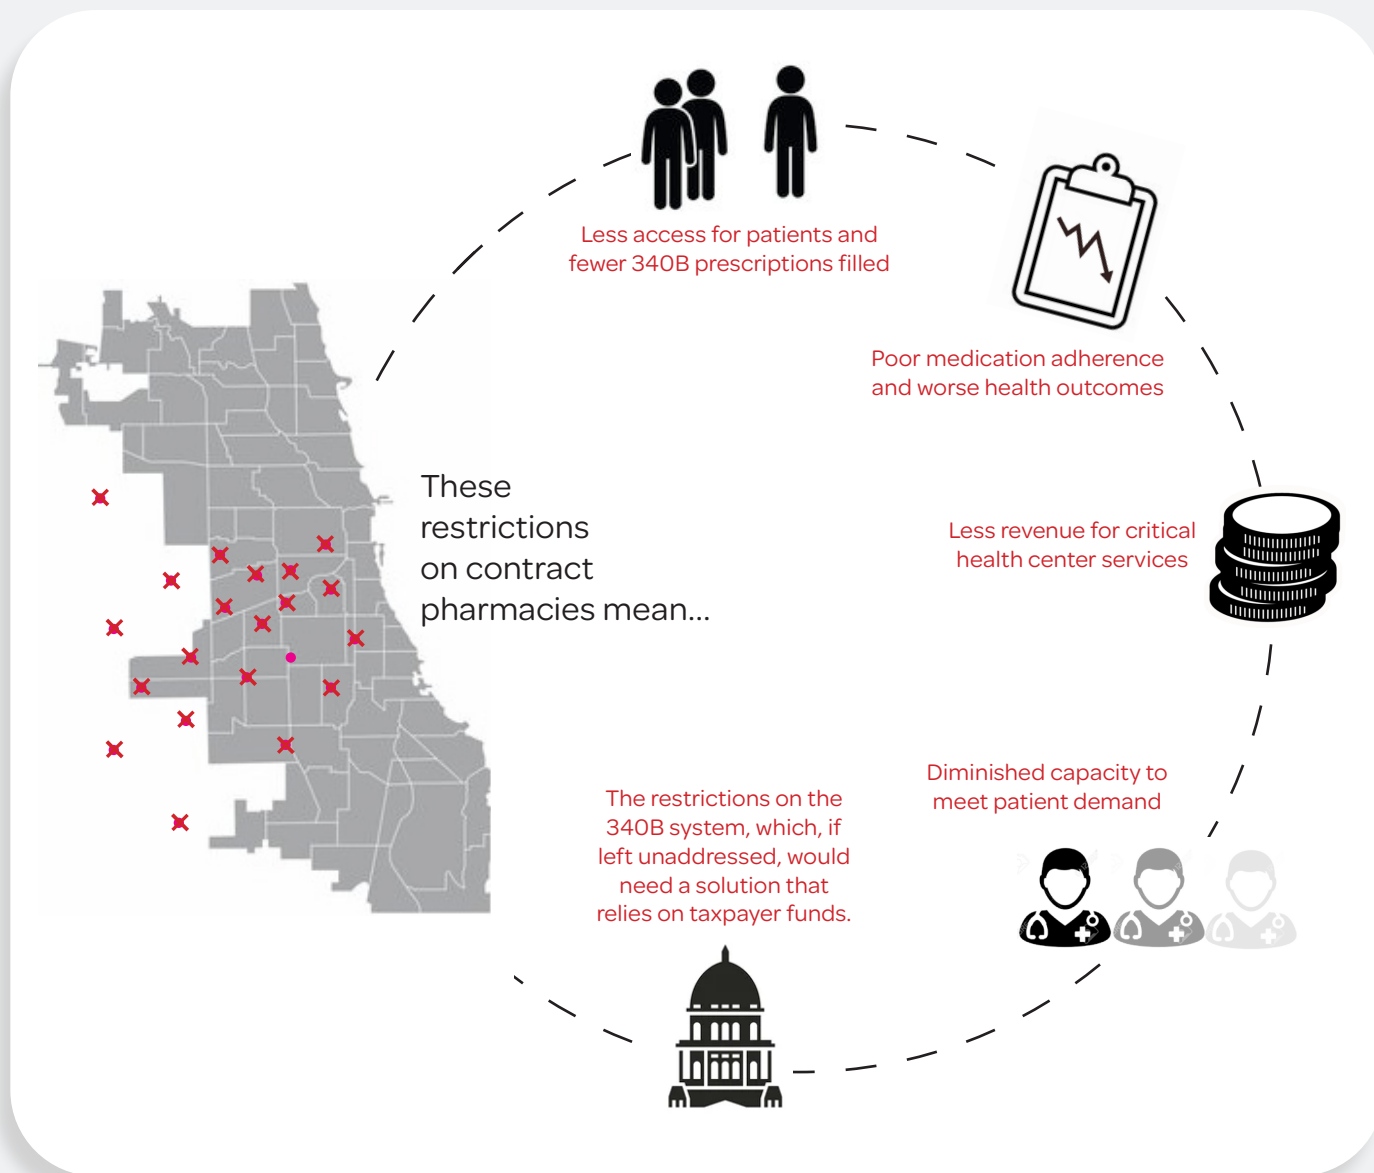 Less access for patients and
fewer 340B prescriptions filled
Poor medication adherence
and worse health outcomes
These
restrictions
on contract
pharmacies mean...
Less revenue for critical
health center services
Diminished capacity to
meet patient demand
The restrictions on the
340B system, which, if
left unaddressed, would
need a solution that
relies on taxpayer funds.